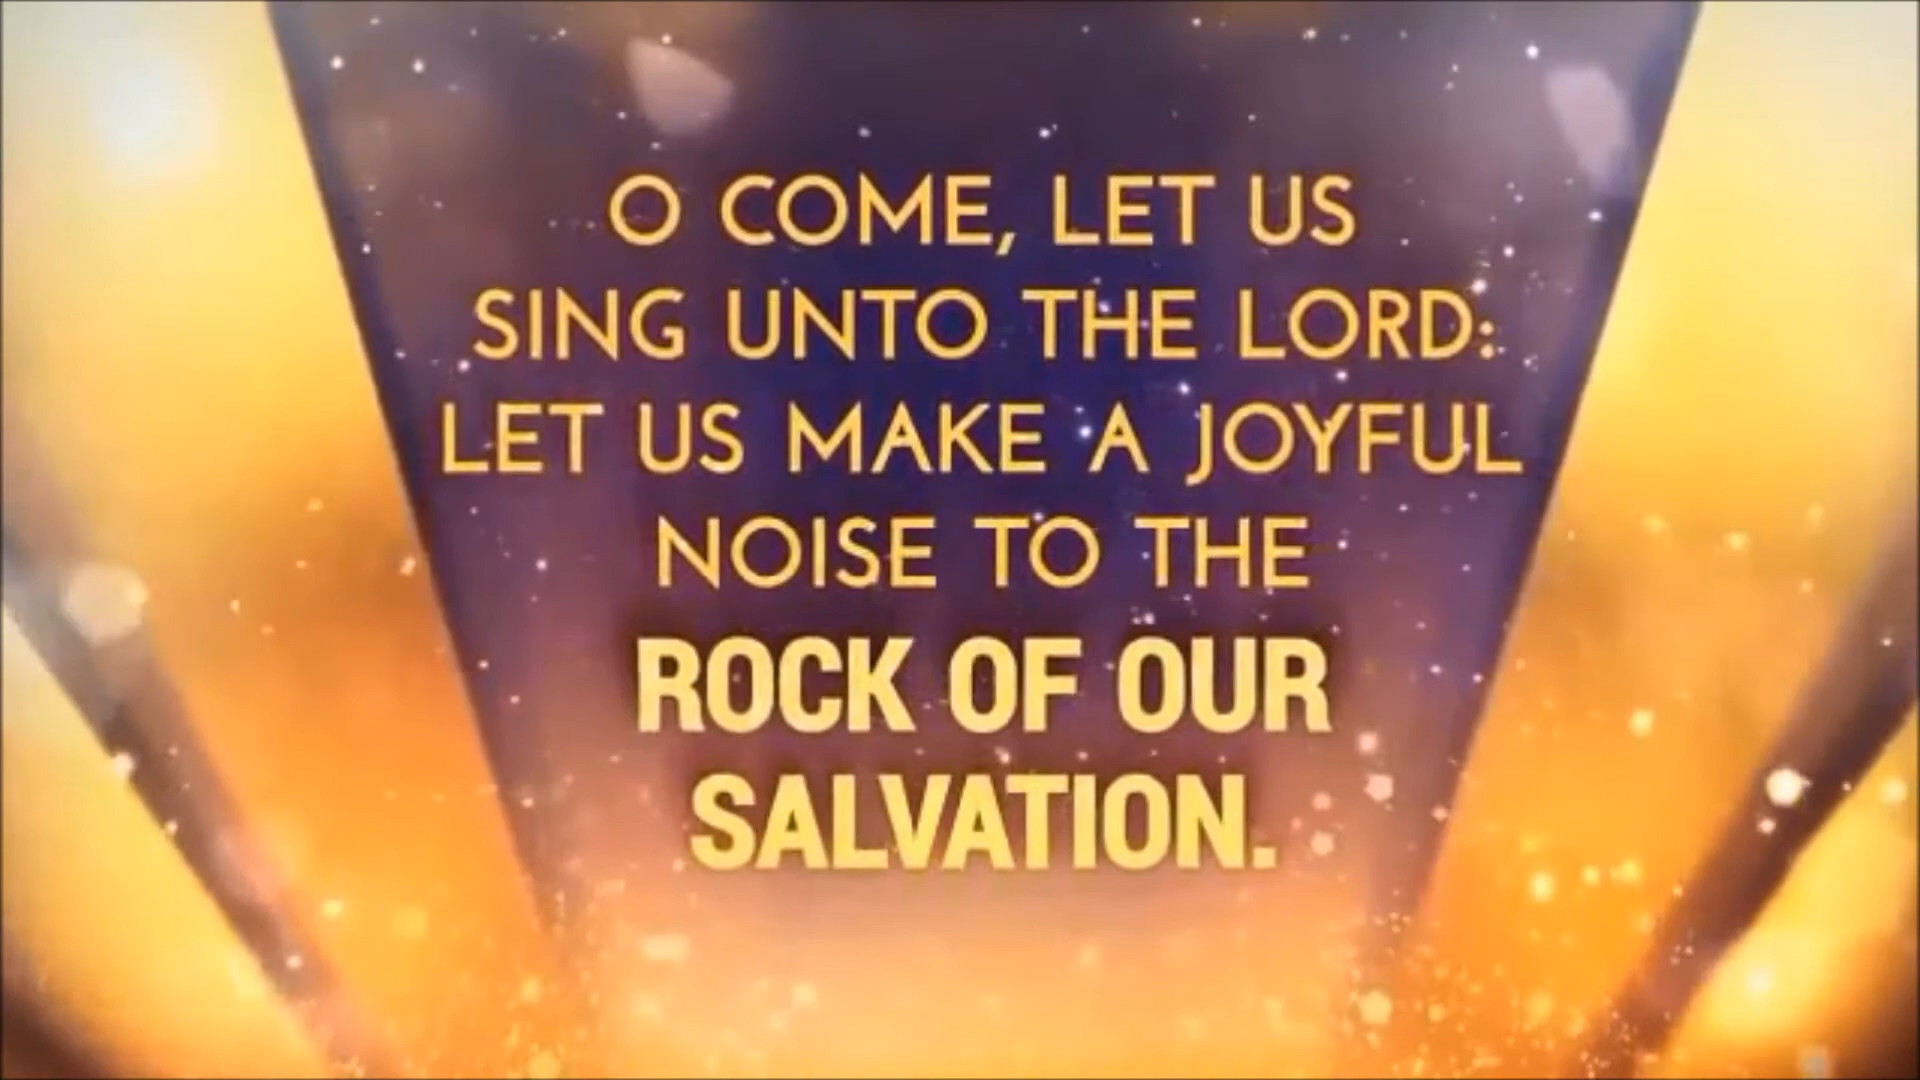 O COME, LET US
SING UNTO THE LORD:
LET US MAKE A JOYFUL
NOISE TO THE
ROCK OF OUR
SALVATION.